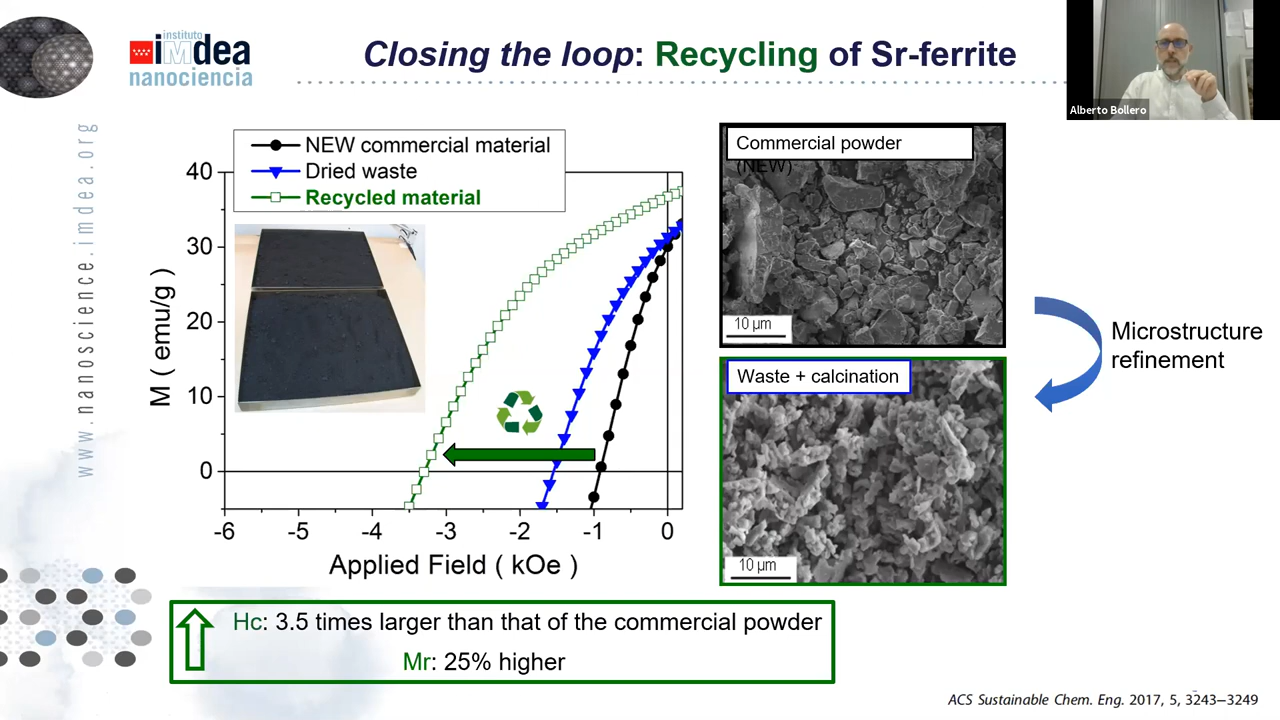 instituto
imdea
nanociencia
Closing the loop: Recycling of Sr-ferrite
Alberto Bollero
www.nanoscience.imdea.org
NEW commercial material
Dried waste
Recycled material
40
30
20
10
0
M ( emu/g )
-6 -5 -4 -3 -2 -1 0
Applied Field ( kOe )
Commercial powder
(NEW)
10 µm
Waste + calcination
10 µm
Microstructure
refinement
Hc: 3.5 times larger than that of the commercial powder
Mr: 25% higher
ACS Sustainable Chem. Eng. 2017, 5, 3243−3249